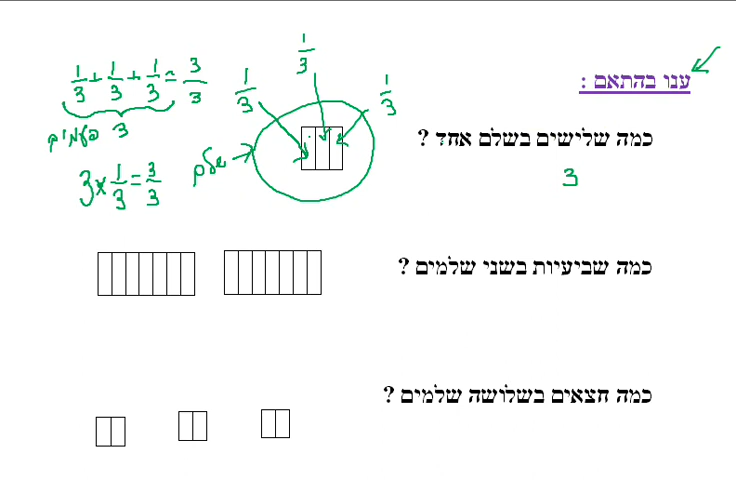 ענו בהתאם :
כמה שלישים בשלם אחד ?
3
1/3 + 1/3 + 1/3 = 3/3
3 פעמים
3 × 1/3 = 3/3
1/3
1/3
1/3
שלם
כמה שביעיות בשני שלמים ?
כמה חצאים בשלושה שלמים ?